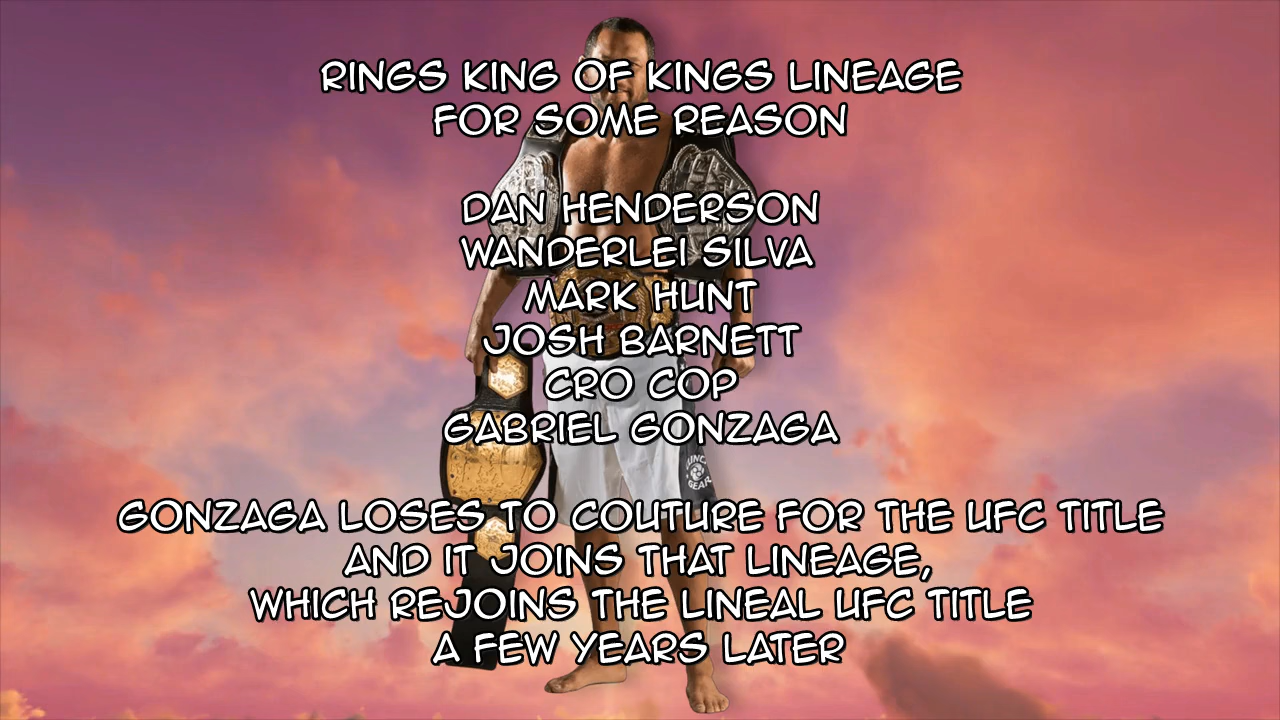 RINGS KING OF KINGS LINEAGE
FOR SOME REASON
DAN HENDERSON
WANDERLEI SILVA
MARK HUNT
JOSH BARNETT
CRO COP
GABRIEL GONZAGA
GONZAGA LOSES TO COUTURE FOR THE UFC TITLE
AND IT JOINS THAT LINEAGE,
WHICH REJOINS THE LINEAL UFC TITLE
A FEW YEARS LATER
GEAR